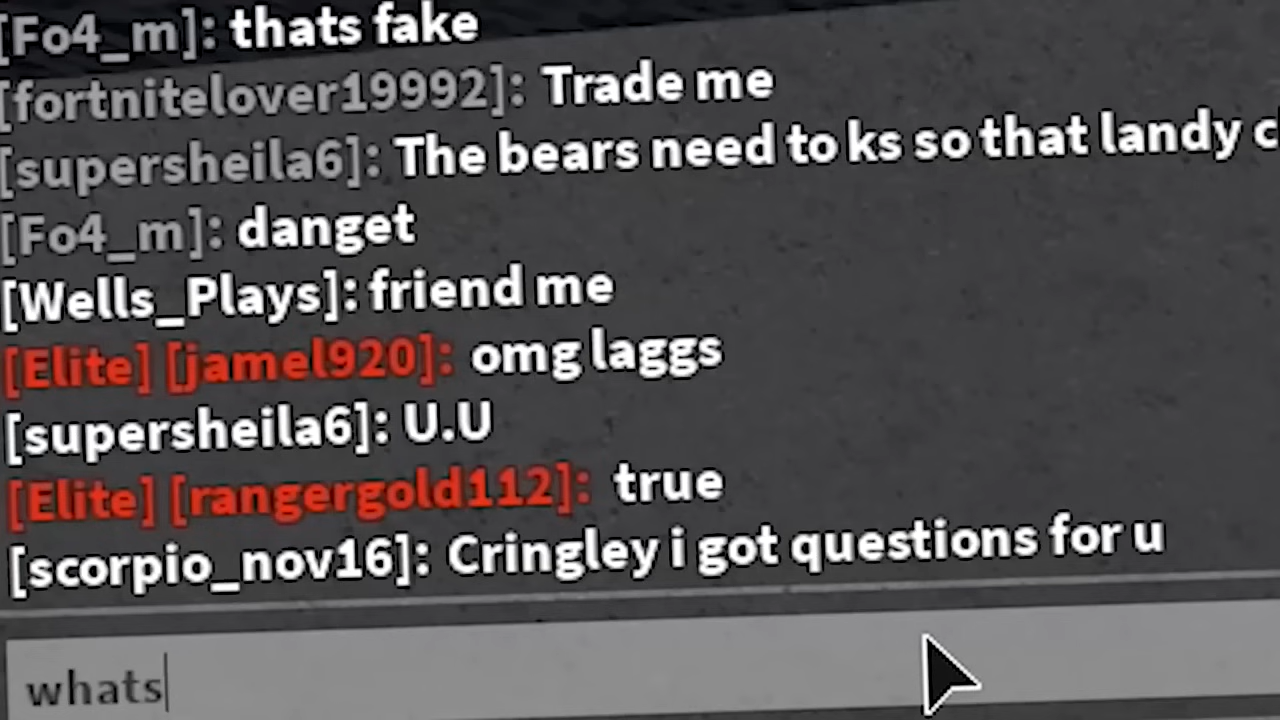 [Fo4_m]: thats fake
[fortnitelover19992]: Trade me
[supersheila6]: The bears need to ks so that landy
[Fo4_m]: danget
[Wells_Plays]: friend me
[Elite] [jamel920]: omg laggs
[supersheila6]: U.U
[Elite] [rangergold112]: true
[scorpio_nov16]: Cringley i got questions for u
whats